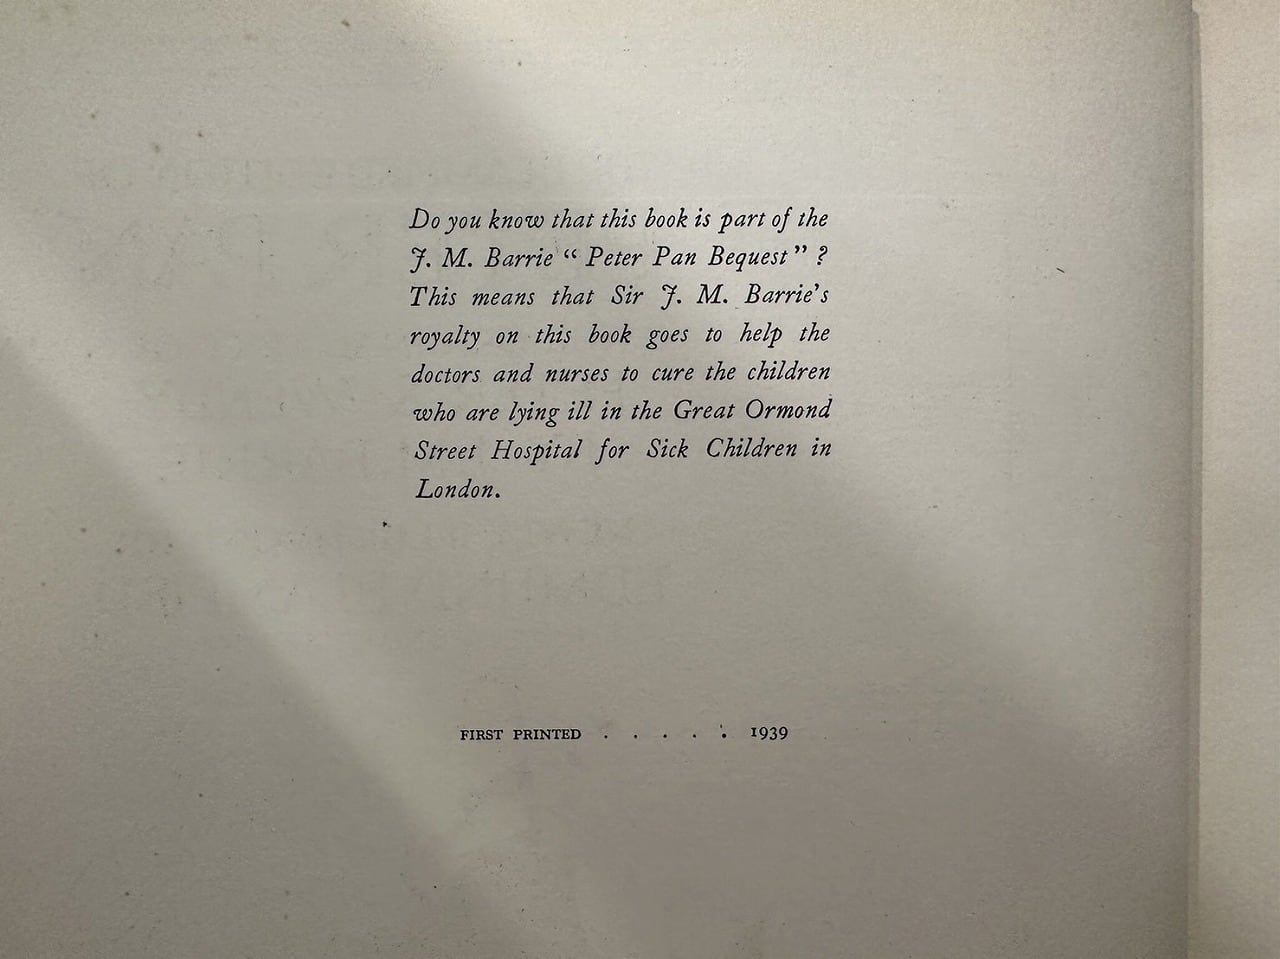 Do you know that this book is part of the
J. M. Barrie “ Peter Pan Bequest ” ?
This means that Sir J. M. Barrie's
royalty on this book goes to help the
doctors and nurses to cure the children
who are lying ill in the Great Ormond
Street Hospital for Sick Children in
London.
FIRST PRINTED . . . . . 1939